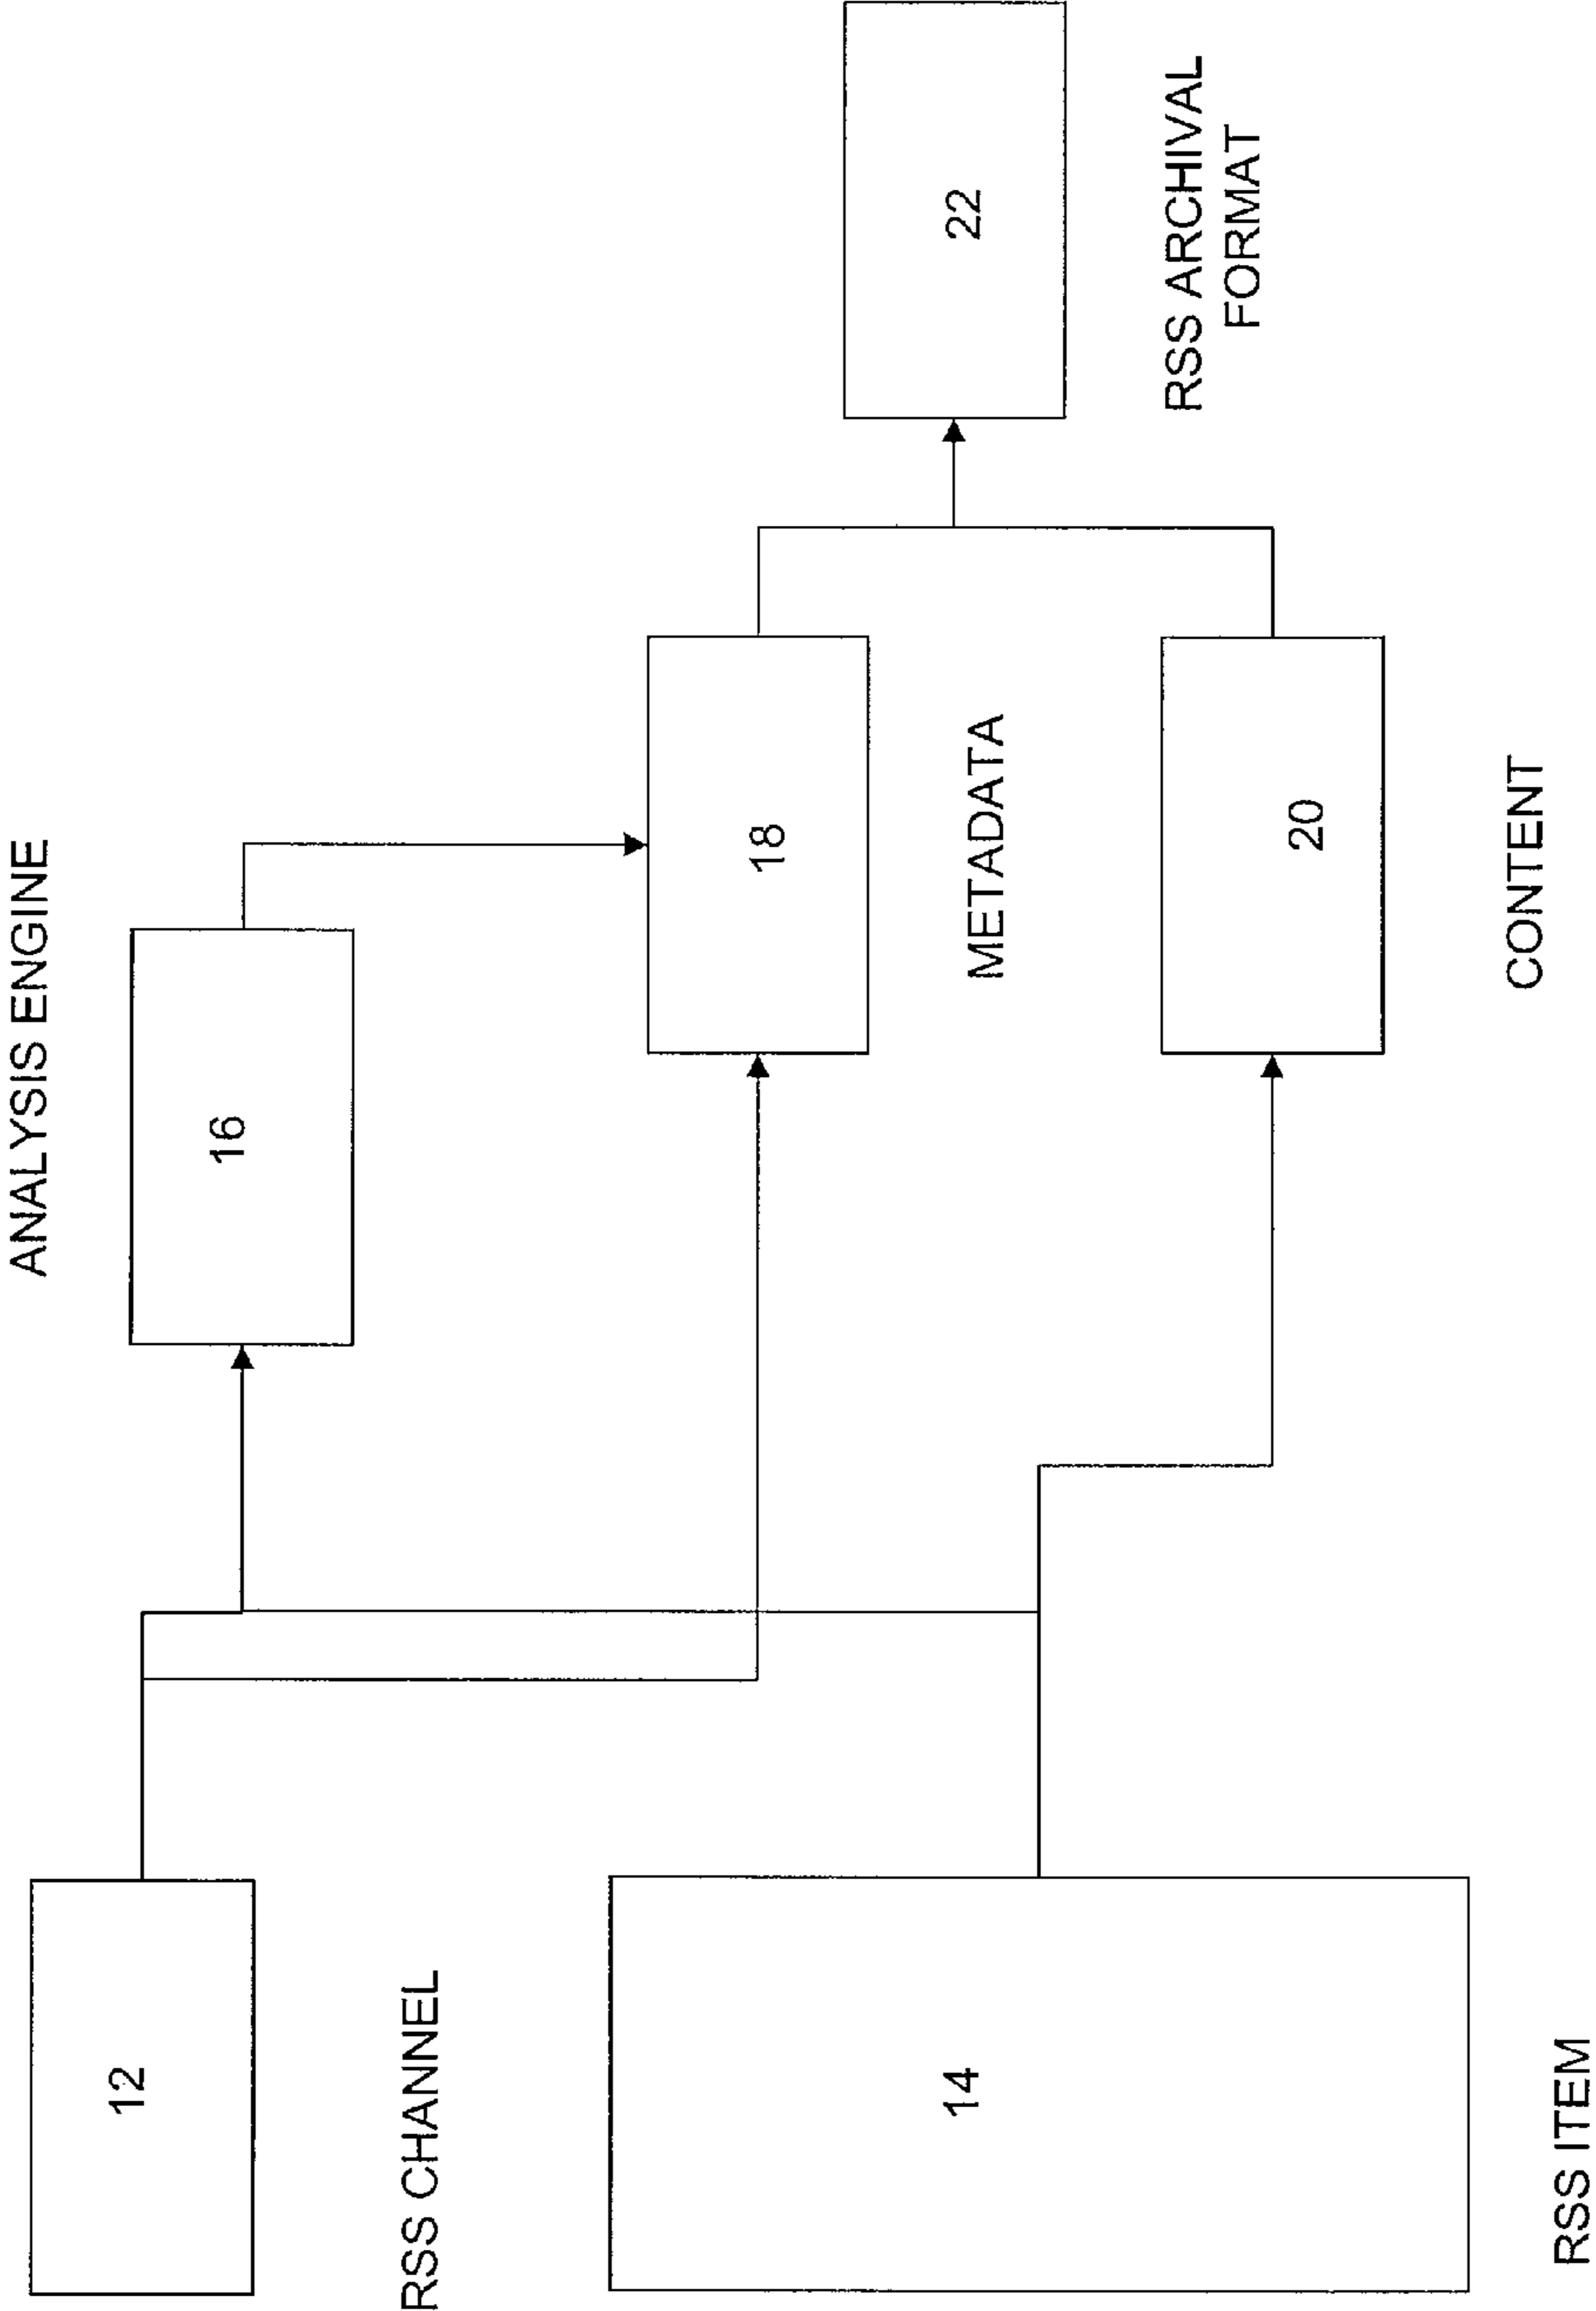 12
RSS CHANNEL
14
RSS ITEM
ANALYSIS ENGINE
16
18
METADATA
20
CONTENT
22
RSS ARCHIVAL
FORMAT